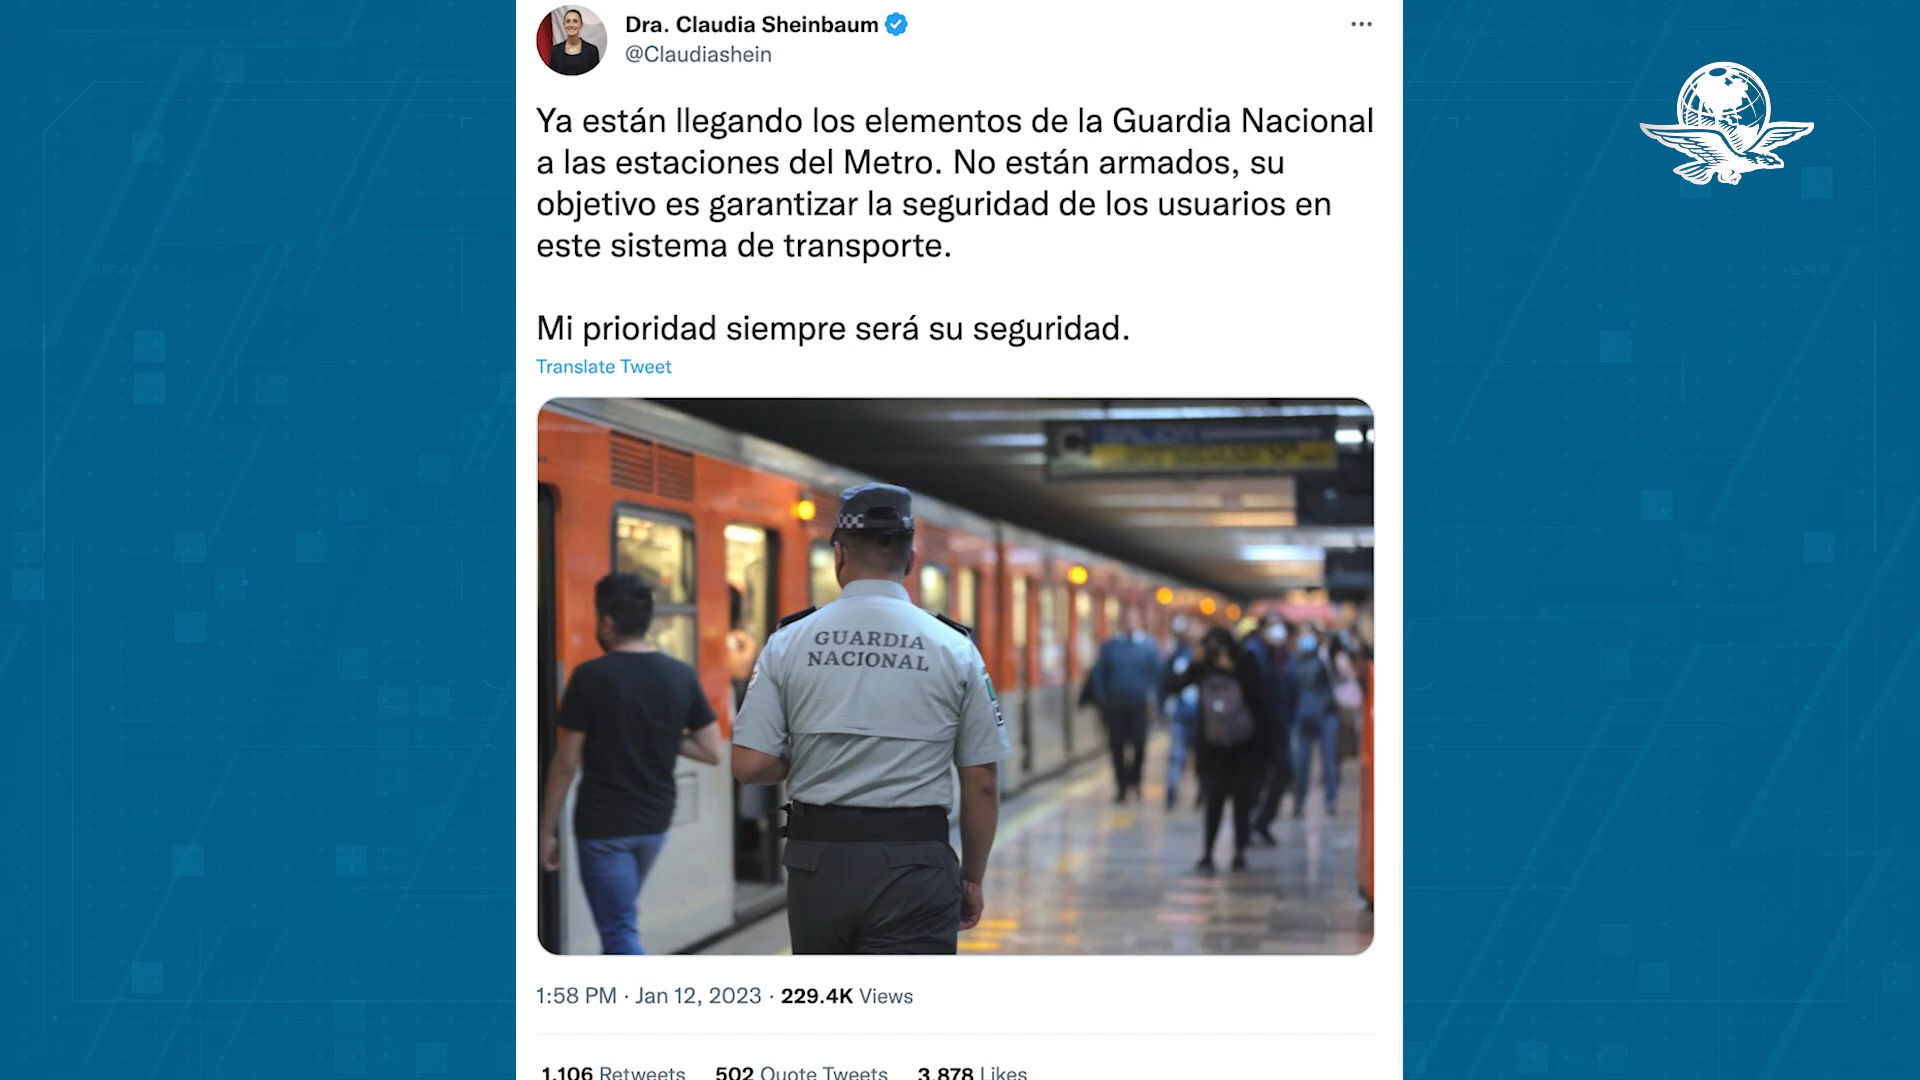 Dra. Claudia Sheinbaum
@Claudiashein
Ya están llegando los elementos de la Guardia Nacional
a las estaciones del Metro. No están armados, su
objetivo es garantizar la seguridad de los usuarios en
este sistema de transporte.
Mi prioridad siempre será su seguridad.
Translate Tweet
GUARDIA
NACIONAL
1:58 PM · Jan 12, 2023 · 229.4K Views
1,106 Retweets 502 Quote Tweets 3,878 Likes